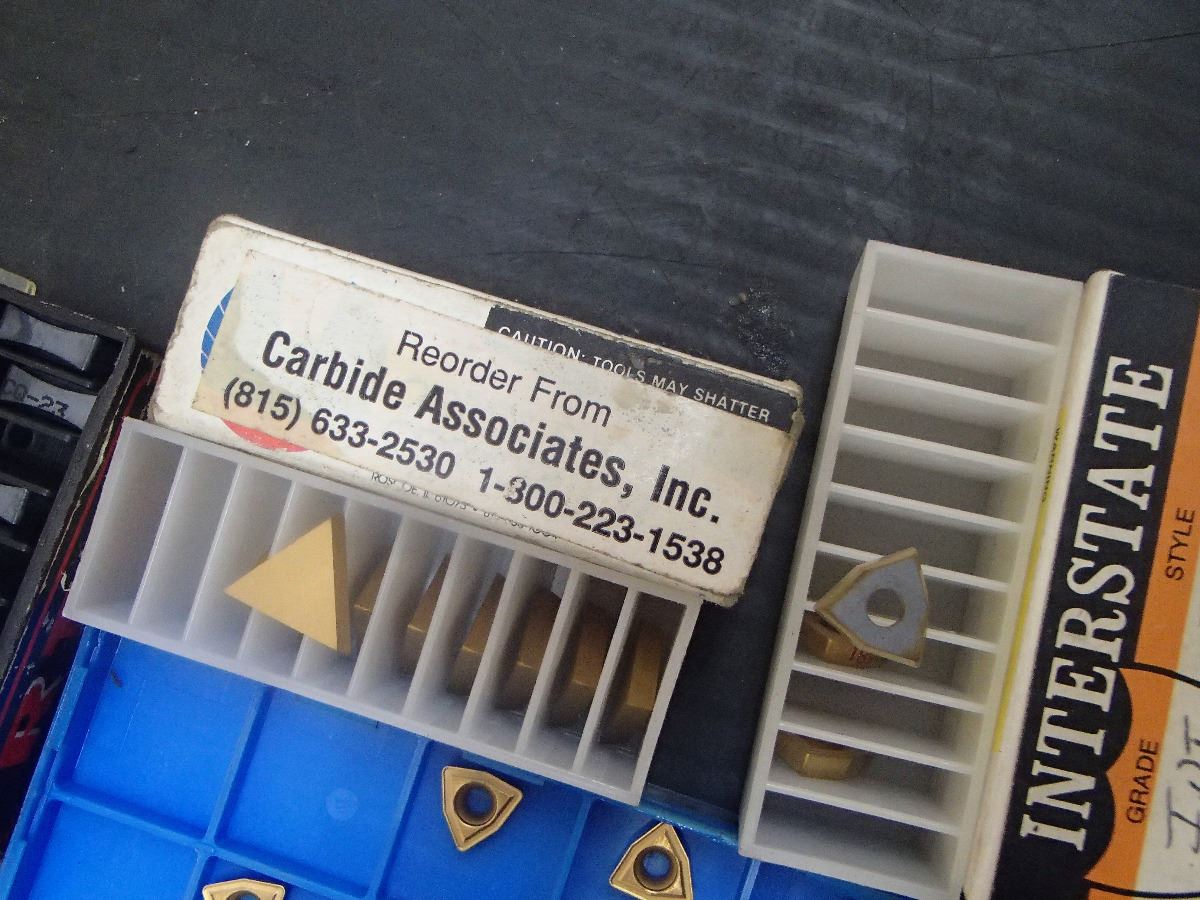 CAUTION: TOOLS MAY SHATTER
Reorder From
Carbide Associates, Inc.
(815) 633-2530 1-800-223-1538
INTERSTATE
STYLE
GRADE